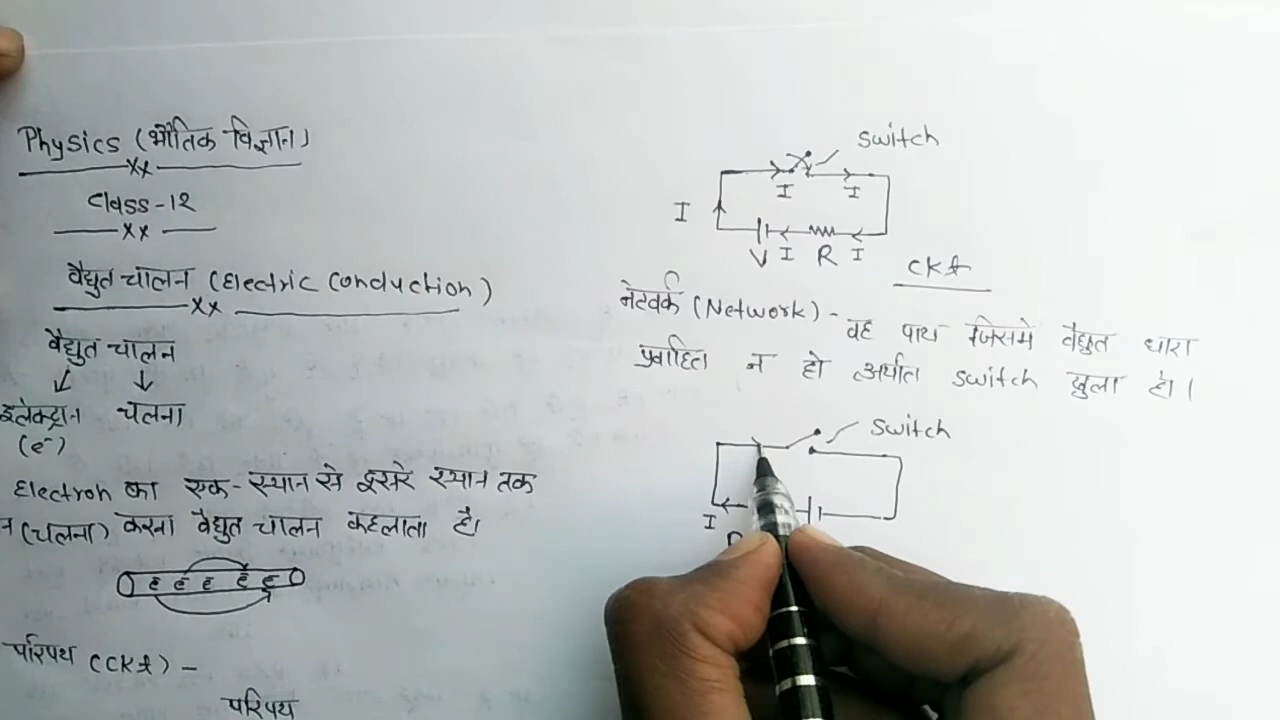 Physics (भौतिक विज्ञान)
Class-12
वैद्युत चालन (Electric Conduction)
वैद्युत चालन
इलेक्ट्रान चलना
(e⁻)
Electron का एक-स्थान से दूसरे स्थान तक
न (चलना) करना वैद्युत चालन कहलाता है।
e e e e e
परिपथ (Ckt) -
परिपथ
Switch
I I I
V I R I
Ckt
नेटवर्क (Network) - वह पाथ जिसमे वैद्युत धारा
प्रवाहित न हो अर्थात switch खुला हो।
Switch
I